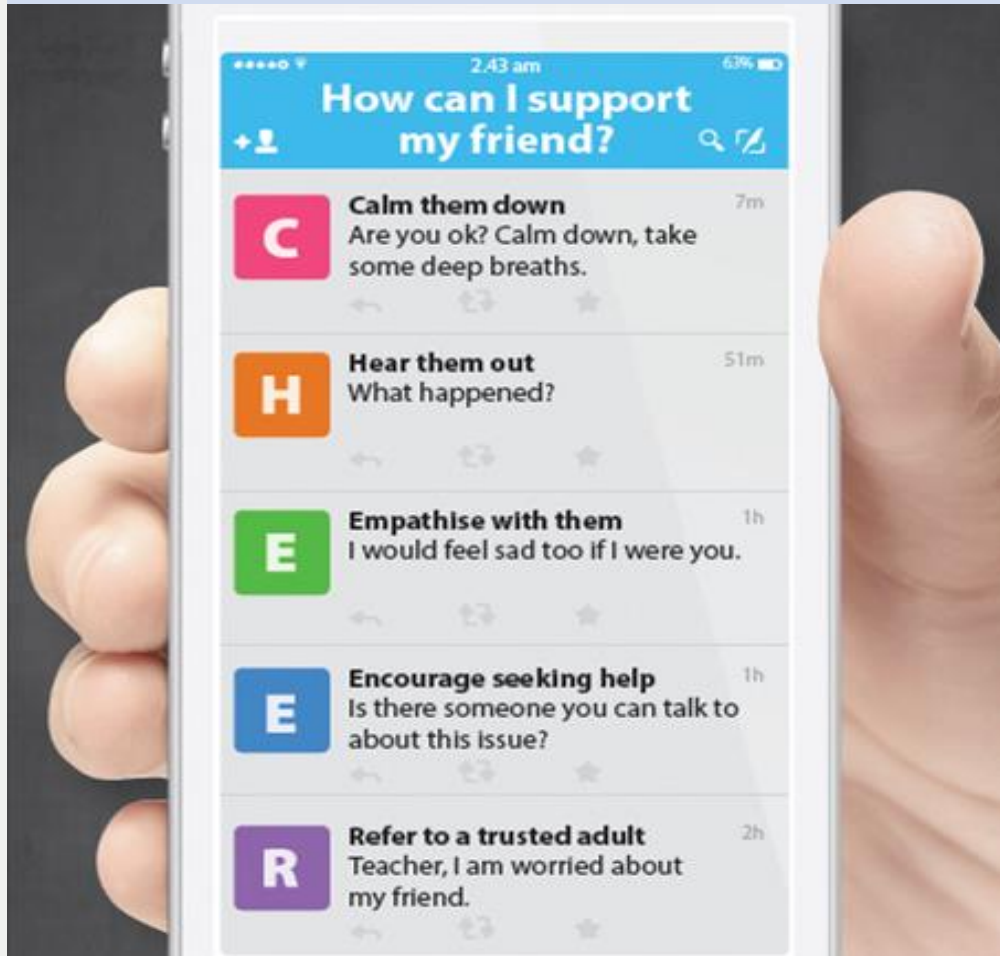 2.43 am 63%
How can I support
my friend?
C
Calm them down 7m
Are you ok? Calm down, take
some deep breaths.
H
Hear them out 51m
What happened?
E
Empathise with them 1h
I would feel sad too if I were you.
E
Encourage seeking help 1h
Is there someone you can talk to
about this issue?
R
Refer to a trusted adult 2h
Teacher, I am worried about
my friend.